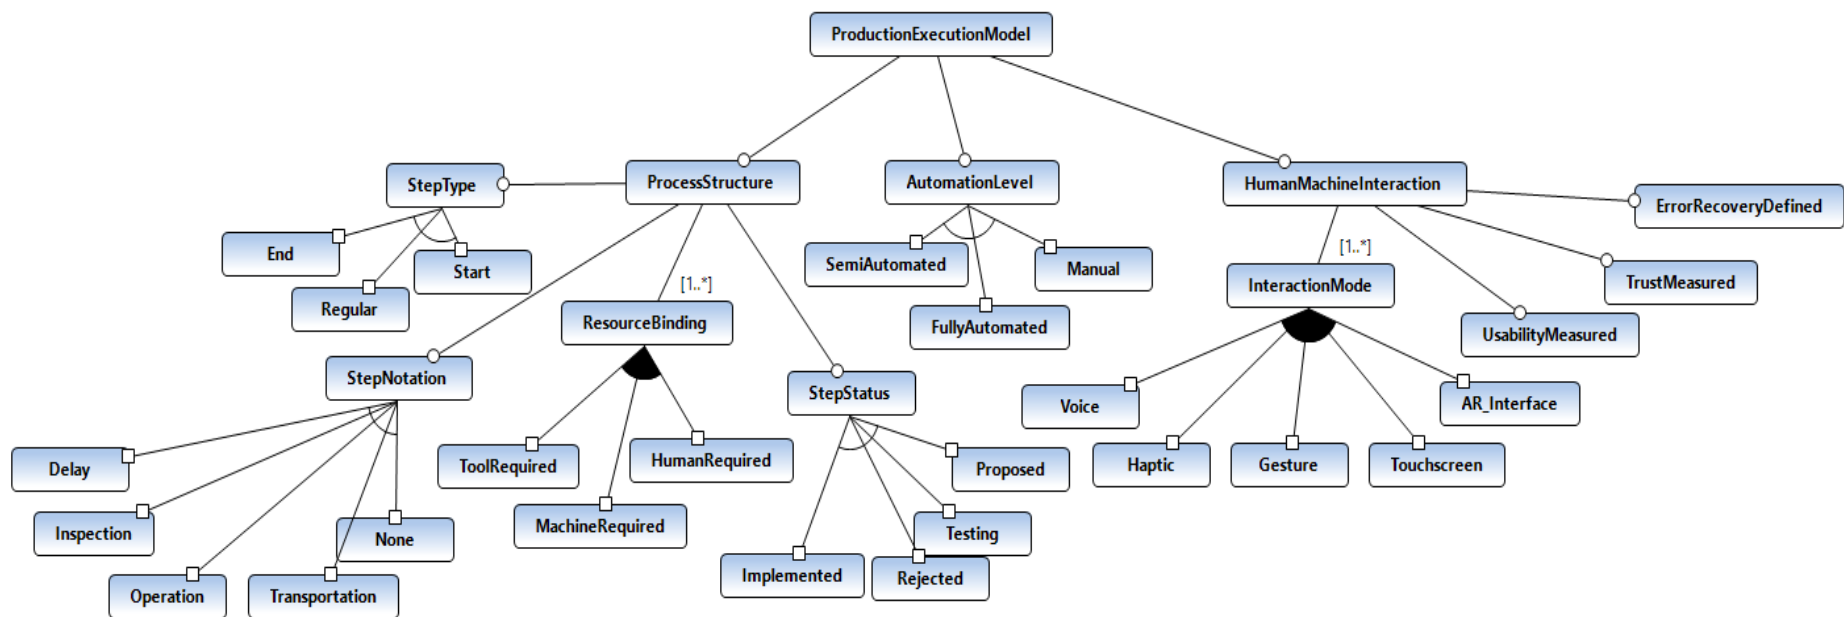 ProductionExecutionModel
StepType
ProcessStructure
AutomationLevel
HumanMachineInteraction
ErrorRecoveryDefined
End
Start
Regular
SemiAutomated
Manual
FullyAutomated
[1..*]
InteractionMode
TrustMeasured
UsabilityMeasured
[1..*]
ResourceBinding
StepNotation
StepStatus
Voice
AR_Interface
Haptic
Gesture
Touchscreen
Delay
Inspection
None
Operation
Transportation
ToolRequired
HumanRequired
MachineRequired
Proposed
Testing
Implemented
Rejected